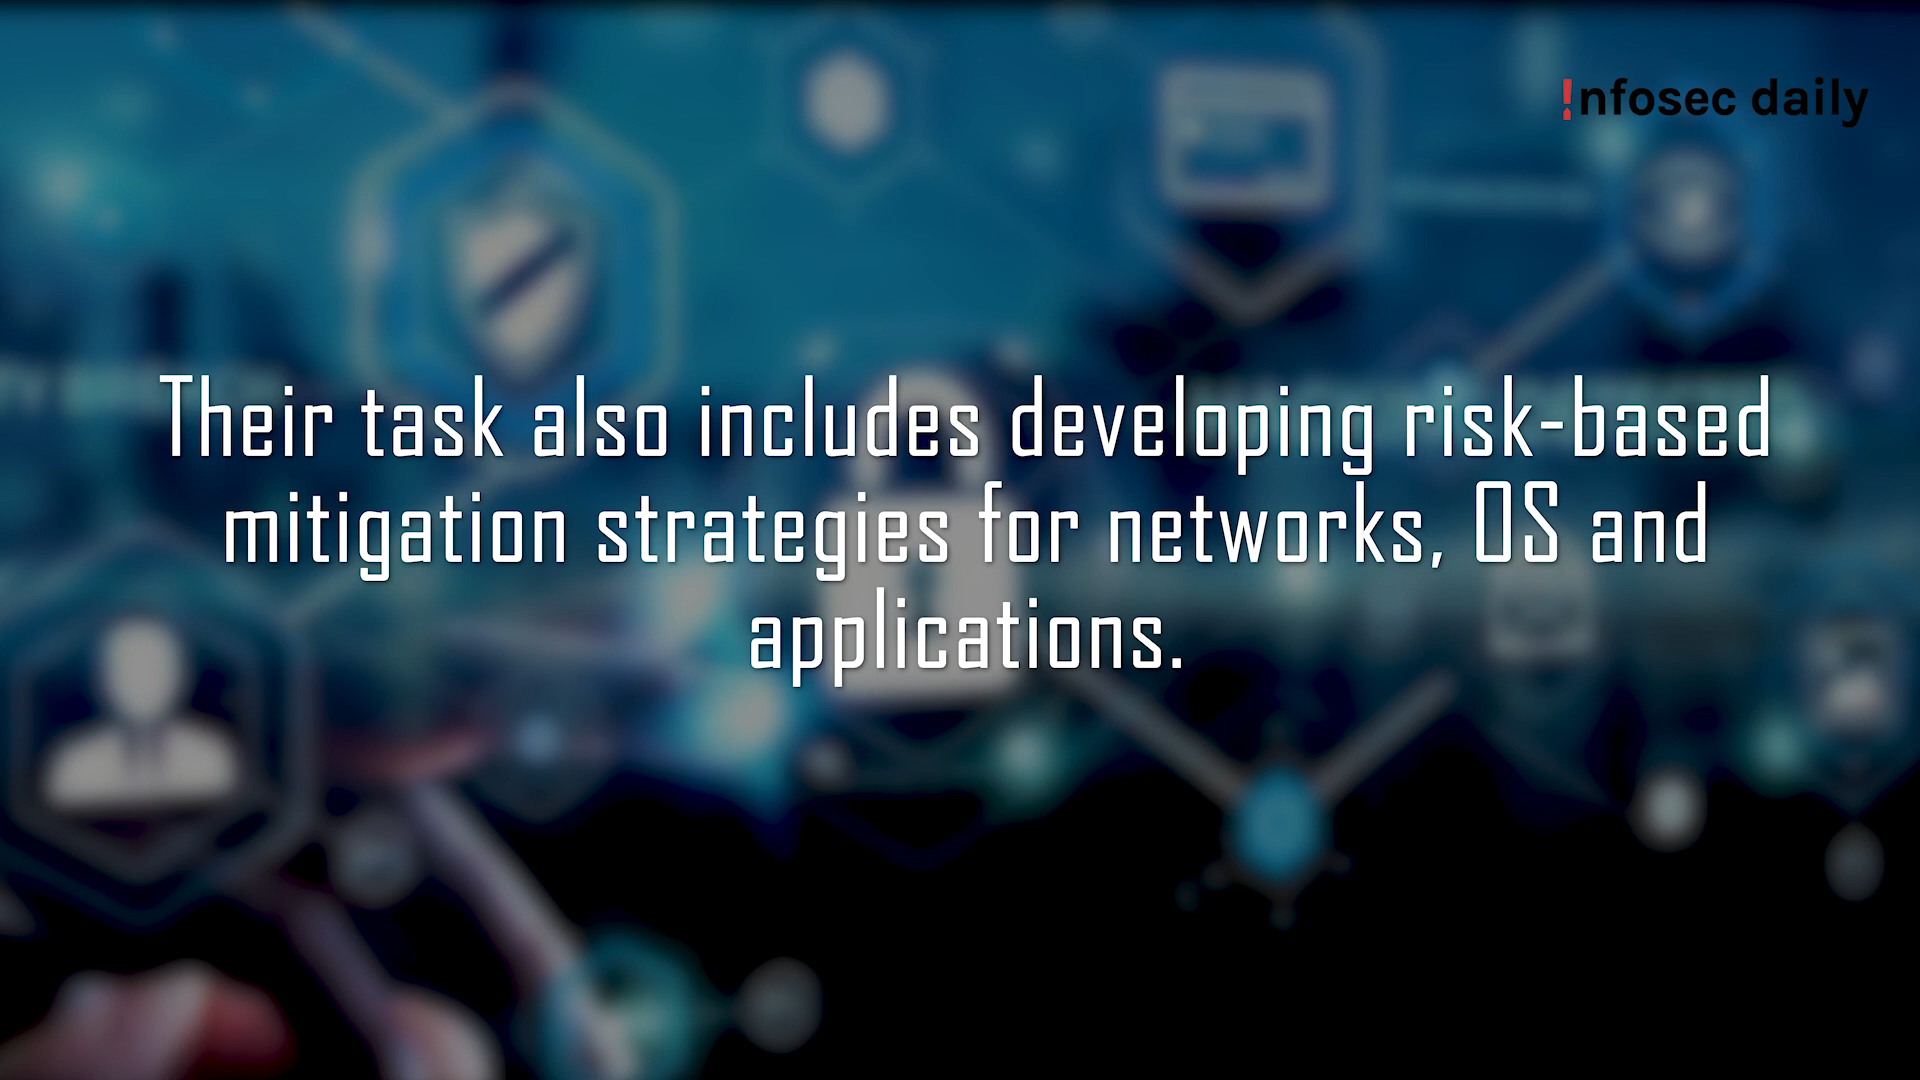 !nfosec daily
Their task also includes developing risk-based
mitigation strategies for networks, OS and
applications.